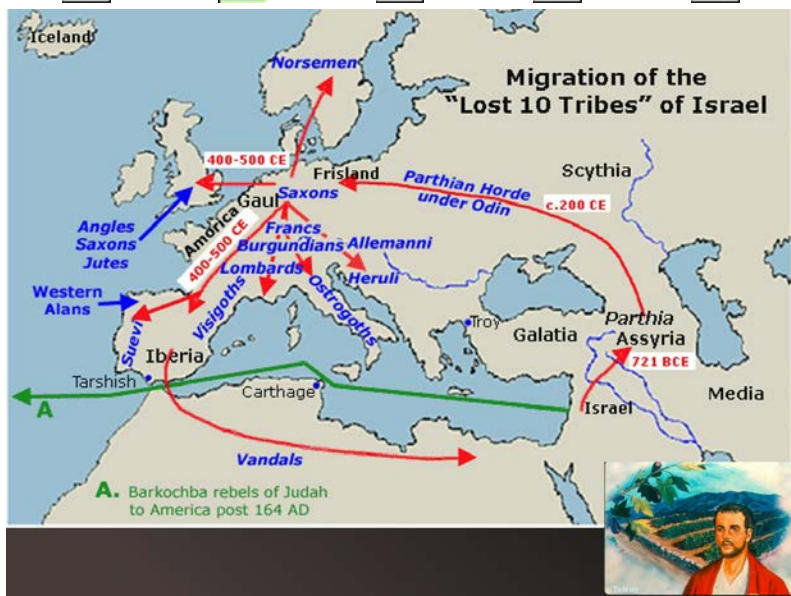 Iceland
Norsemen
Migration of the
"Lost 10 Tribes" of Israel
400-500 CE
Frisland
Scythia
Gaul
Saxons
Parthian Horde
under Odin
c.200 CE
Amorica
400-500 CE
Angles
Saxons
Jutes
Francs
Burgundians
Allemanni
Lombards
Heruli
Western
Alans
Visigoths
Ostrogoths
Suevi
Troy
Galatia
Parthia
Assyria
721 BCE
Iberia
Tarshish
Carthage
Israel
Media
A
Vandals
A. Barkochba rebels of Judah
to America post 164 AD